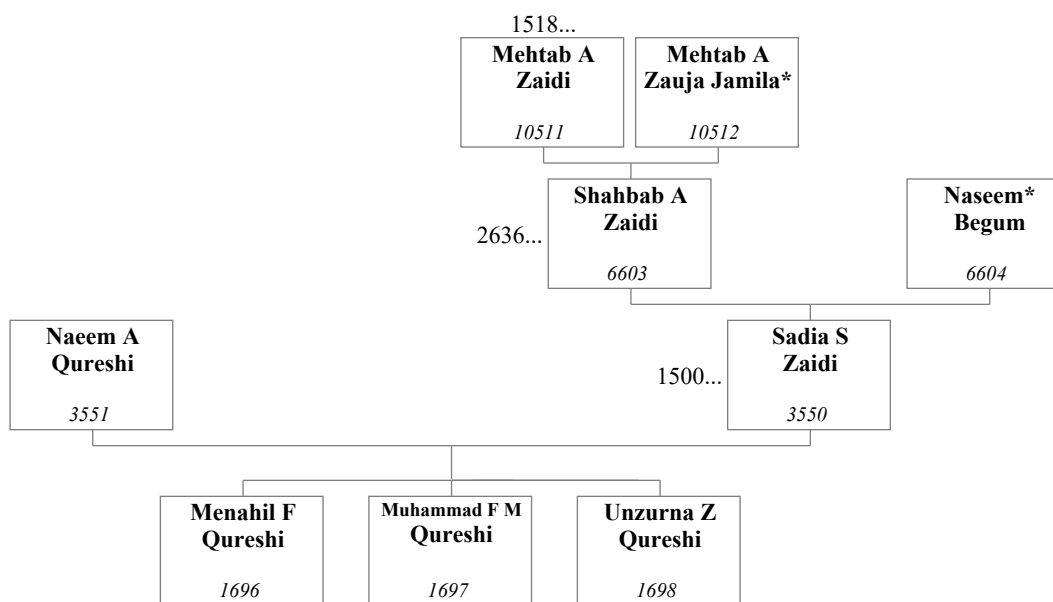 1518...
Mehtab A
Zaidi
10511
Mehtab A
Zauja Jamila*
10512
2636...
Shahbab A
Zaidi
6603
Naseem*
Begum
6604
Naeem A
Qureshi
3551
1500...
Sadia S
Zaidi
3550
Menahil F
Qureshi
1696
Muhammad F M
Qureshi
1697
Unzurna Z
Qureshi
1698